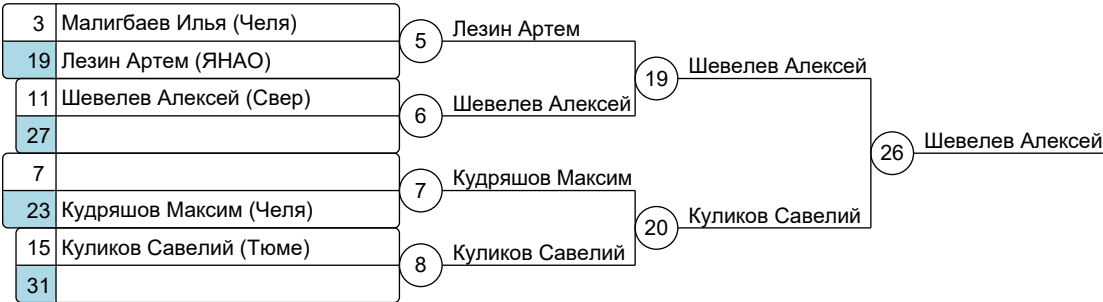 3 Малигбаев Илья (Челя)
19 Лезин Артем (ЯНАО)
5 Лезин Артем
11 Шевелев Алексей (Свер)
27
6 Шевелев Алексей
19 Шевелев Алексей
7
23 Кудряшов Максим (Челя)
7 Кудряшов Максим
15 Куликов Савелий (Тюме)
31
8 Куликов Савелий
20 Куликов Савелий
26 Шевелев Алексей